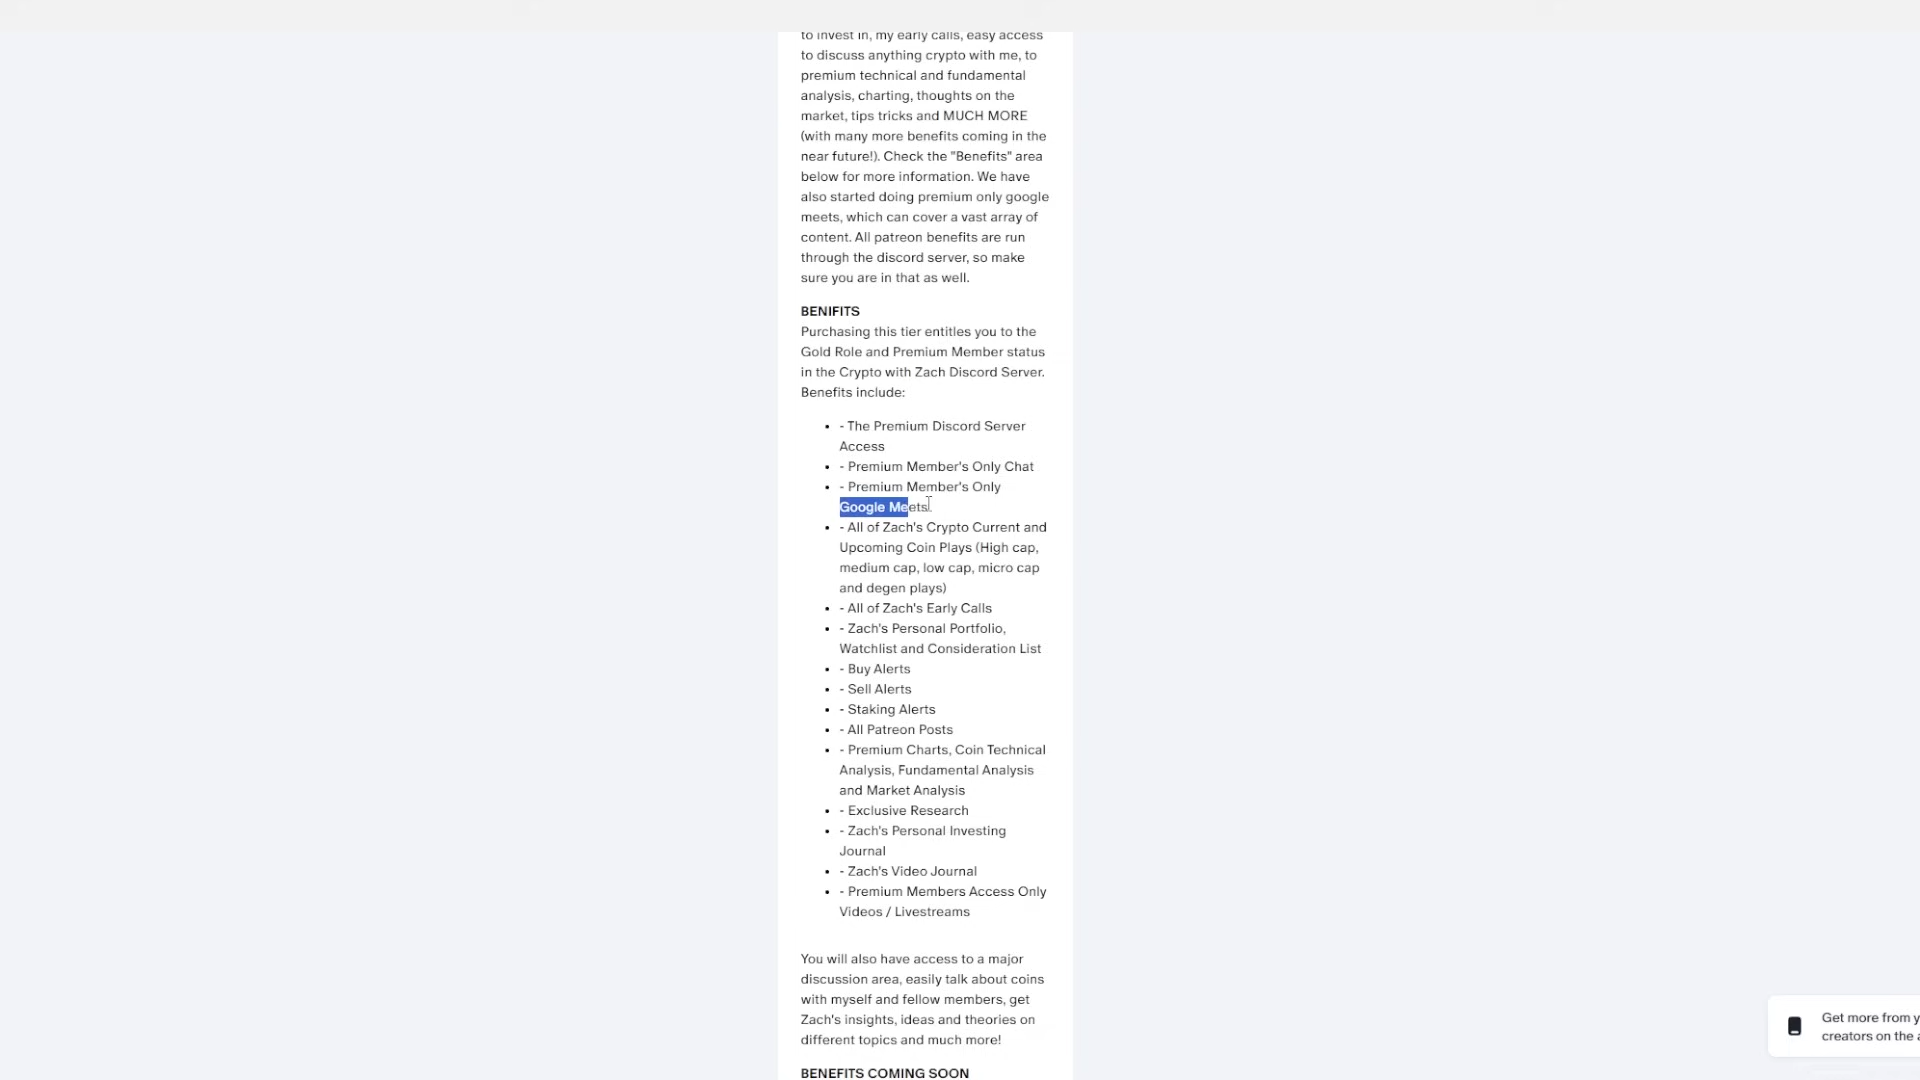 to invest in, my early calls, easy access
to discuss anything crypto with me, to
premium technical and fundamental
analysis, charting, thoughts on the
market, tips tricks and MUCH MORE
(with many more benefits coming in the
near future!). Check the "Benefits" area
below for more information. We have
also started doing premium only google
meets, which can cover a vast array of
content. All patreon benefits are run
through the discord server, so make
sure you are in that as well.
BENIFITS
Purchasing this tier entitles you to the
Gold Role and Premium Member status
in the Crypto with Zach Discord Server.
Benefits include:
• - The Premium Discord Server
Access
• - Premium Member's Only Chat
• - Premium Member's Only
Google Meets.
• - All of Zach's Crypto Current and
Upcoming Coin Plays (High cap,
medium cap, low cap, micro cap
and degen plays)
• - All of Zach's Early Calls
• - Zach's Personal Portfolio,
Watchlist and Consideration List
• - Buy Alerts
• - Sell Alerts
• - Staking Alerts
• - All Patreon Posts
• - Premium Charts, Coin Technical
Analysis, Fundamental Analysis
and Market Analysis
• - Exclusive Research
• - Zach's Personal Investing
Journal
• - Zach's Video Journal
• - Premium Members Access Only
Videos / Livestreams
You will also have access to a major
discussion area, easily talk about coins
with myself and fellow members, get
Zach's insights, ideas and theories on
different topics and much more!
BENEFITS COMING SOON
Get more from y
creators on the a